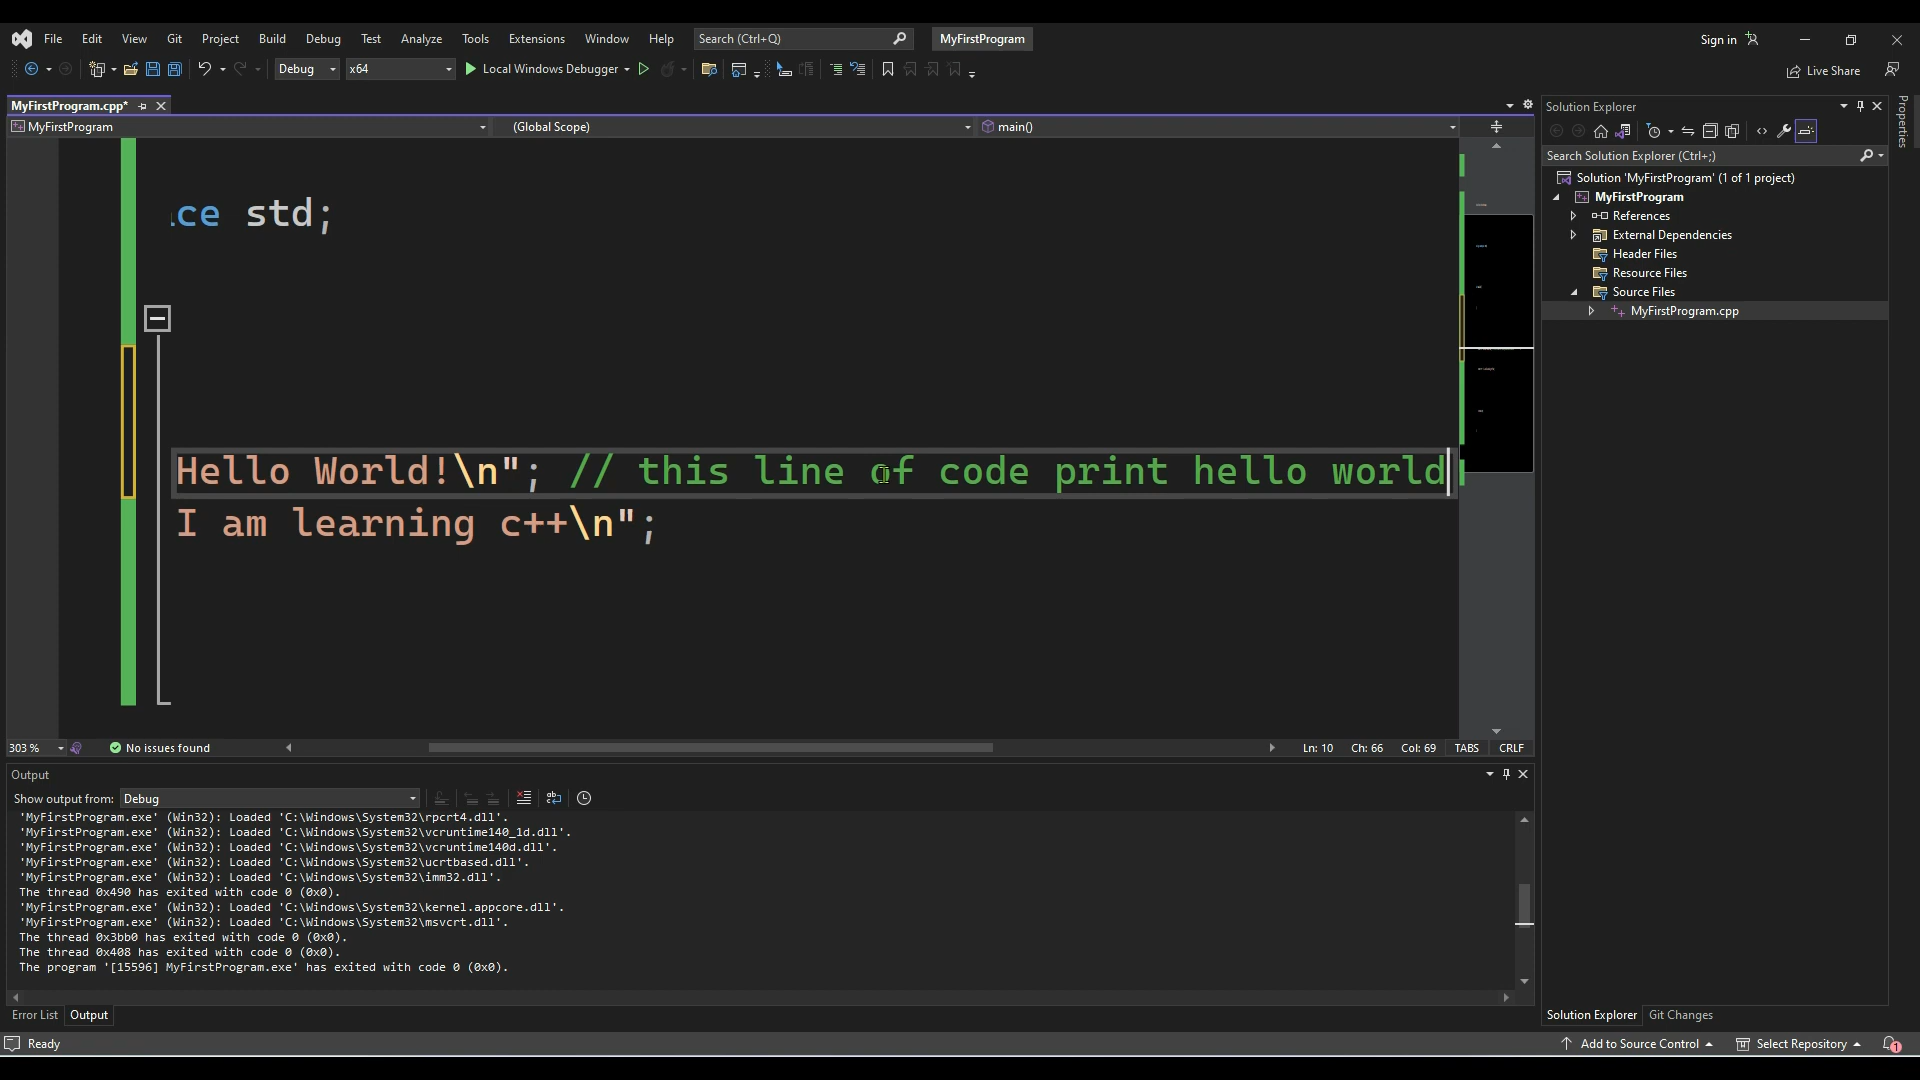 File Edit View Git Project Build Debug Test Analyze Tools Extensions Window Help Search (Ctrl+Q) MyFirstProgram Sign in
Debug x64 Local Windows Debugger Live Share
MyFirstProgram.cpp*
MyFirstProgram (Global Scope) main()
ce std;
Hello World!\n"; // this line of code print hello world
I am learning c++\n";
303 % No issues found Ln: 10 Ch: 66 Col: 69 TABS CRLF
Output
Show output from: Debug
'MyFirstProgram.exe' (Win32): Loaded 'C:\Windows\System32\rpcrt4.dll'.
'MyFirstProgram.exe' (Win32): Loaded 'C:\Windows\System32\vcruntime140_1d.dll'.
'MyFirstProgram.exe' (Win32): Loaded 'C:\Windows\System32\vcruntime140d.dll'.
'MyFirstProgram.exe' (Win32): Loaded 'C:\Windows\System32\ucrtbased.dll'.
'MyFirstProgram.exe' (Win32): Loaded 'C:\Windows\System32\imm32.dll'.
The thread 0x490 has exited with code 0 (0x0).
'MyFirstProgram.exe' (Win32): Loaded 'C:\Windows\System32\kernel.appcore.dll'.
'MyFirstProgram.exe' (Win32): Loaded 'C:\Windows\System32\msvcrt.dll'.
The thread 0x3bb0 has exited with code 0 (0x0).
The thread 0x408 has exited with code 0 (0x0).
The program '[15596] MyFirstProgram.exe' has exited with code 0 (0x0).
Error List Output
Solution Explorer
Search Solution Explorer (Ctrl+;)
Solution 'MyFirstProgram' (1 of 1 project)
MyFirstProgram
References
External Dependencies
Header Files
Resource Files
Source Files
MyFirstProgram.cpp
Solution Explorer Git Changes
Properties
Ready Add to Source Control Select Repository 1